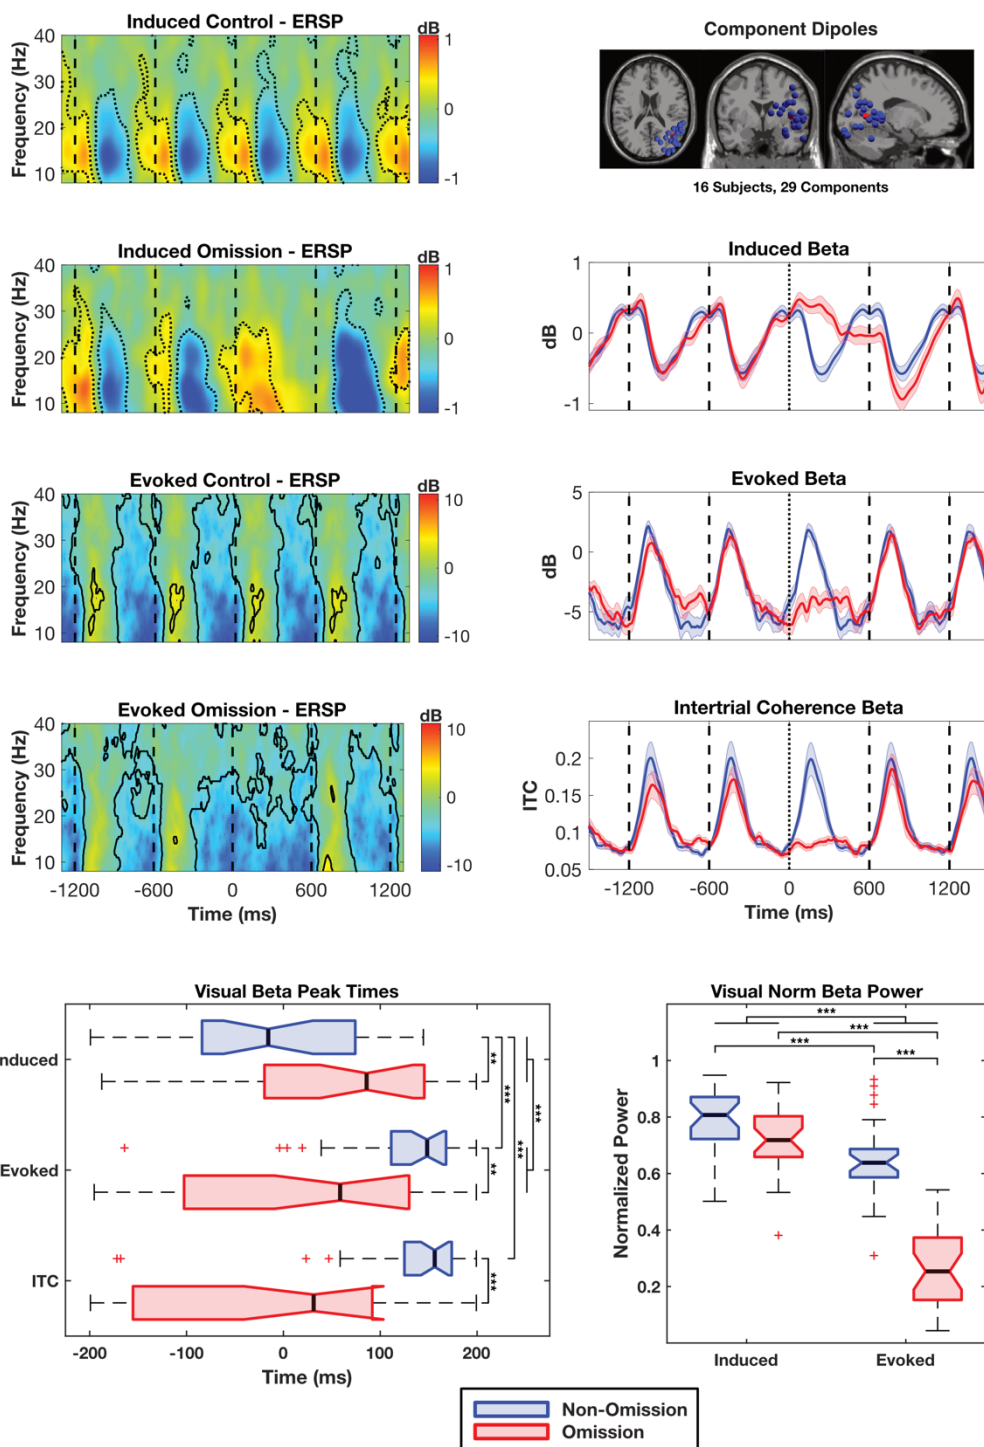 Induced Control - ERSP
dB
Frequency (Hz)
40
30
20
10
1
0
-1
Component Dipoles
16 Subjects, 29 Components
Induced Omission - ERSP
dB
Frequency (Hz)
40
30
20
10
1
0
-1
Induced Beta
dB
1
0
-1
Evoked Control - ERSP
dB
Frequency (Hz)
40
30
20
10
10
0
-10
Evoked Beta
dB
5
0
-5
Evoked Omission - ERSP
dB
Frequency (Hz)
40
30
20
10
10
0
-10
-1200 -600 0 600 1200
Time (ms)
Intertrial Coherence Beta
ITC
0.2
0.15
0.1
0.05
-1200 -600 0 600 1200
Time (ms)
Visual Beta Peak Times
nduced
Evoked
ITC
**
***
***
***
***
**
***
-200 -100 0 100 200
Time (ms)
Visual Norm Beta Power
***
***
***
***
Normalized Power
1
0.8
0.6
0.4
0.2
Induced Evoked
Non-Omission
Omission